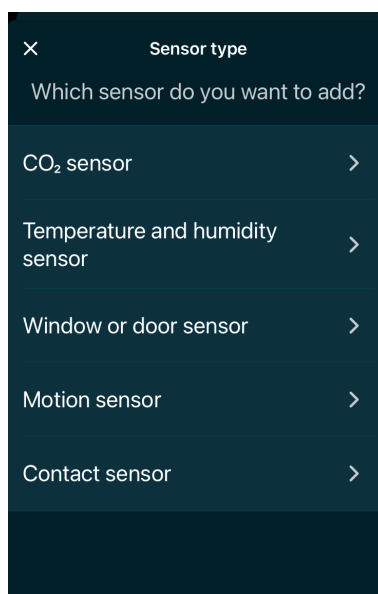 Sensor type
Which sensor do you want to add?
CO₂ sensor
Temperature and humidity
sensor
Window or door sensor
Motion sensor
Contact sensor